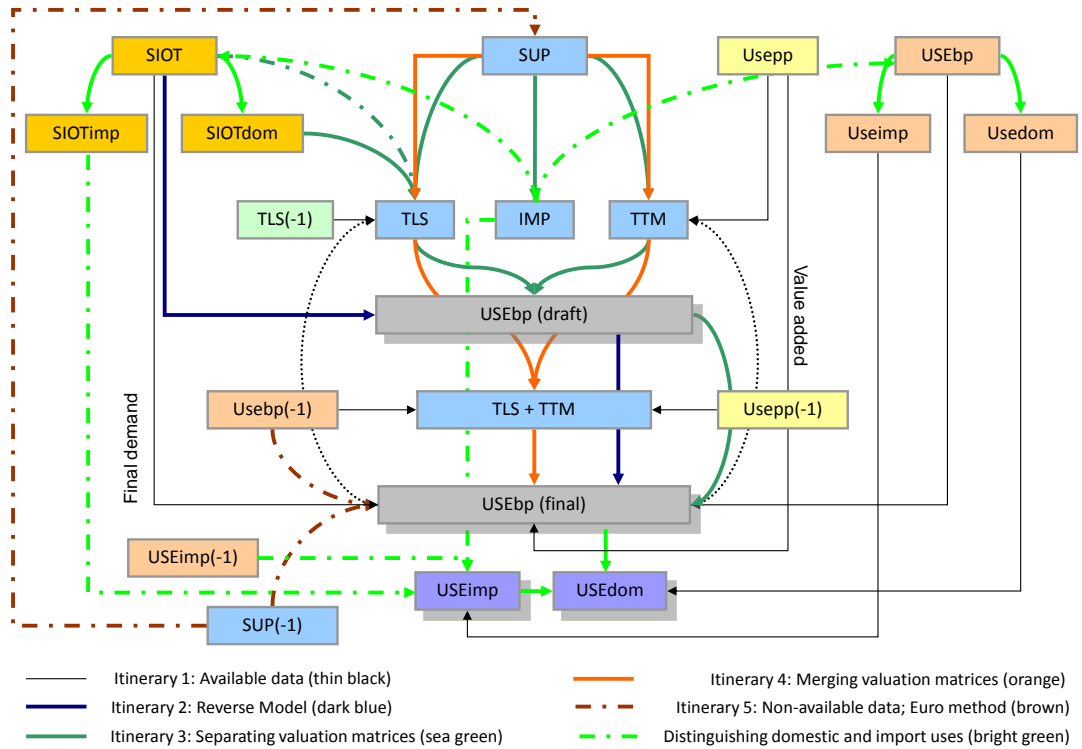 SIOT
SUP
Usepp
USEbp
SIOTimp
SIOTdom
Useimp
Usedom
TLS(-1)
TLS
IMP
TTM
USEbp (draft)
Value added
Usebp(-1)
TLS + TTM
Usepp(-1)
Final demand
USEbp (final)
USEimp(-1)
USEimp
USEdom
SUP(-1)
Itinerary 1: Available data (thin black)
Itinerary 4: Merging valuation matrices (orange)
Itinerary 2: Reverse Model (dark blue)
Itinerary 5: Non-available data; Euro method (brown)
Itinerary 3: Separating valuation matrices (sea green)
Distinguishing domestic and import uses (bright green)